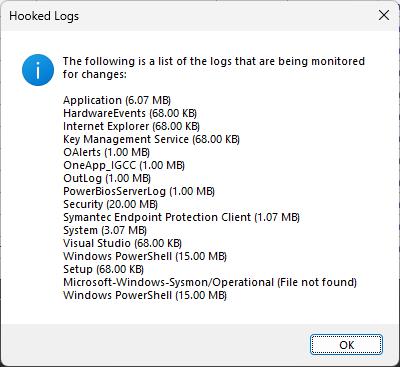 Hooked Logs
The following is a list of the logs that are being monitored
for changes:
Application (6.07 MB)
HardwareEvents (68.00 KB)
Internet Explorer (68.00 KB)
Key Management Service (68.00 KB)
OAlerts (1.00 MB)
OneApp_IGCC (1.00 MB)
OutLog (1.00 MB)
PowerBiosServerLog (1.00 MB)
Security (20.00 MB)
Symantec Endpoint Protection Client (1.07 MB)
System (3.07 MB)
Visual Studio (68.00 KB)
Windows PowerShell (15.00 MB)
Setup (68.00 KB)
Microsoft-Windows-Sysmon/Operational (File not found)
Windows PowerShell (15.00 MB)
OK